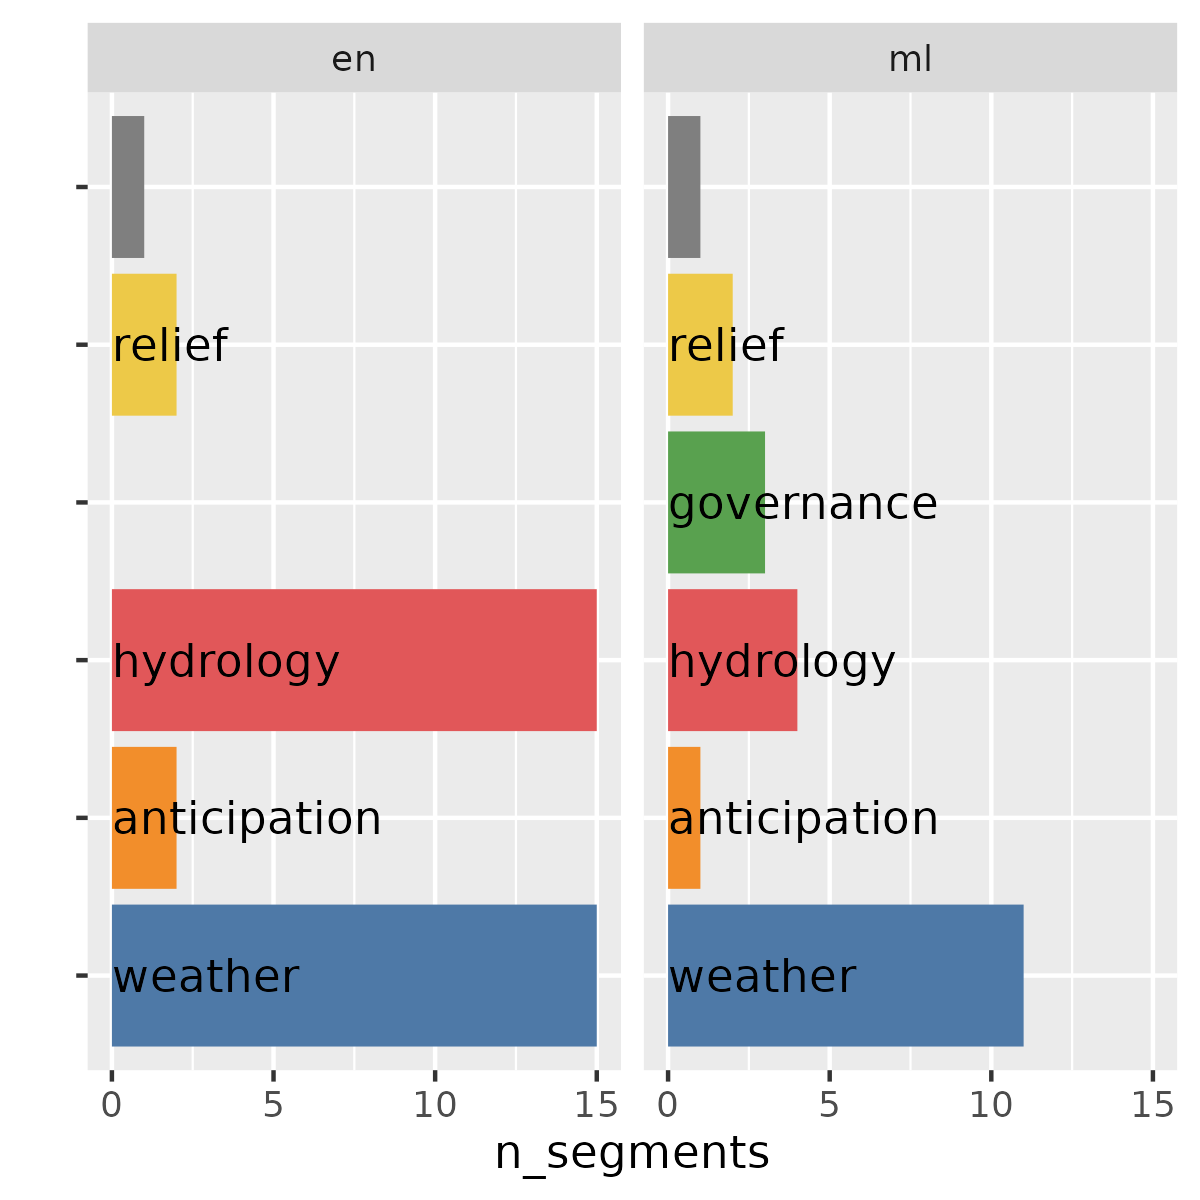 en
relief
hydrology
anticipation
weather
0 5 10 15
ml
relief
governance
hydrology
anticipation
weather
0 5 10 15
n_segments